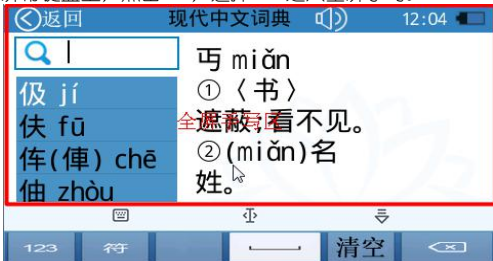 返回 现代中文词典 12:04
伋 jí
伕 fū
伡(俥) chē
伷 zhòu
丏 miǎn
①〈书〉
遮蔽;看不见。
②(miǎn)名
姓。
123 符 清空